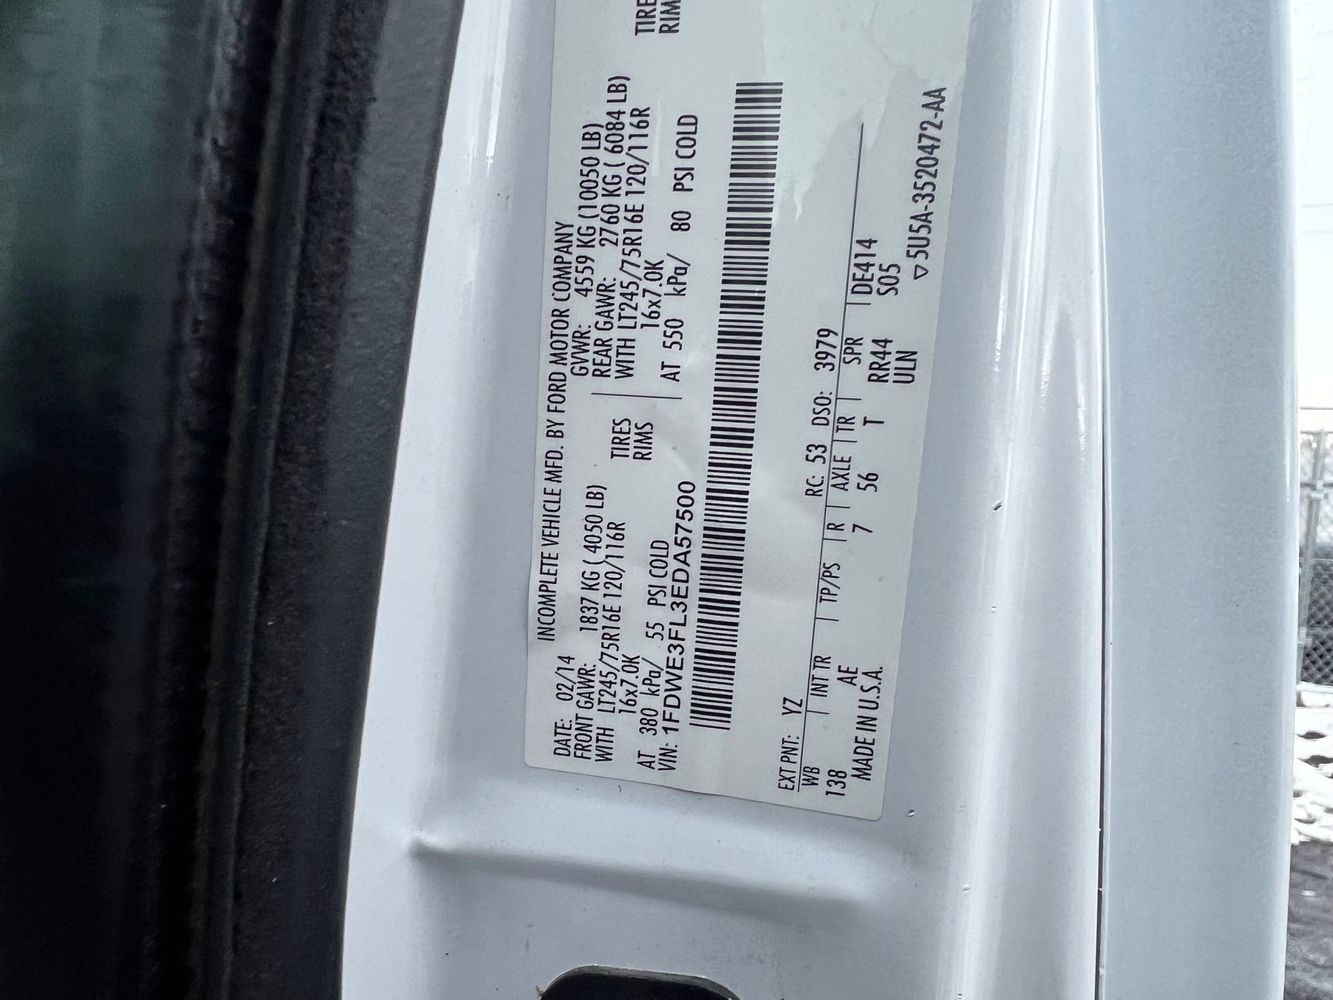 INCOMPLETE VEHICLE MFD. BY FORD MOTOR COMPANY
DATE: 02/14 GVWR: 4559 KG (10050 LB)
FRONT GAWR: 1837 KG ( 4050 LB) REAR GAWR: 2760 KG ( 6084 LB)
WITH LT245/75R16E 120/116R TIRES WITH LT245/75R16E 120/116R TIRES
16x7.0K RIMS 16x7.0K RIMS
AT 380 kPa/ 55 PSI COLD AT 550 kPa/ 80 PSI COLD
VIN: 1FDWE3FL3EDA57500
EXT PNT: YZ RC: 53 DSO: 3979
WB INT TR TP/PS R AXLE TR SPR DE414
138 AE 7 56 T RR44 S05
MADE IN U.S.A. ULN
▽ 5U5A-3520472-AA